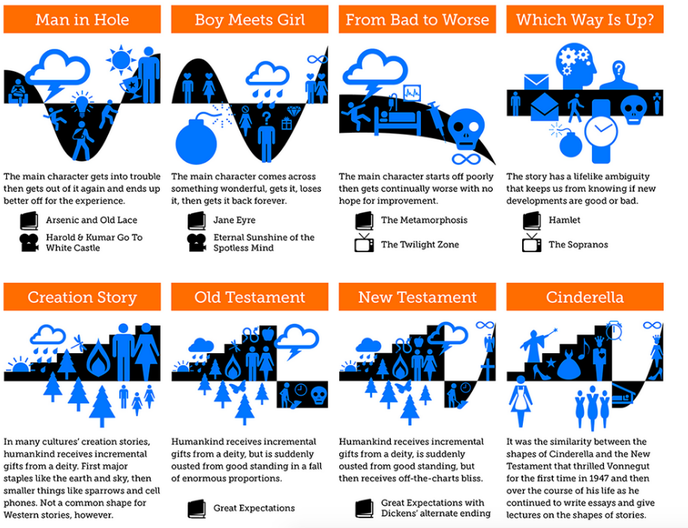 Man in Hole
The main character gets into trouble
then gets out of it again and ends up
better off for the experience.
Arsenic and Old Lace
Harold & Kumar Go To
White Castle
Boy Meets Girl
The main character comes across
something wonderful, gets it, loses
it, then gets it back forever.
Jane Eyre
Eternal Sunshine of the
Spotless Mind
From Bad to Worse
The main character starts off poorly
then gets continually worse with no
hope for improvement.
The Metamorphosis
The Twilight Zone
Which Way Is Up?
The story has a lifelike ambiguity
that keeps us from knowing if new
developments are good or bad.
Hamlet
The Sopranos
Creation Story
In many cultures' creation stories,
humankind receives incremental
gifts from a deity. First major
staples like the earth and sky, then
smaller things like sparrows and cell
phones. Not a common shape for
Western stories, however.
Old Testament
Humankind receives incremental
gifts from a deity, but is suddenly
ousted from good standing in a fall
of enormous proportions.
Great Expectations
New Testament
Humankind receives incremental
gifts from a deity, is suddenly
ousted from good standing, but
then receives off-the-charts bliss.
Great Expectations with
Dickens' alternate ending
Cinderella
It was the similarity between the
shapes of Cinderella and the New
Testament that thrilled Vonnegut
for the first time in 1947 and then
over the course of his life as he
continued to write essays and give
lectures on the shapes of stories.